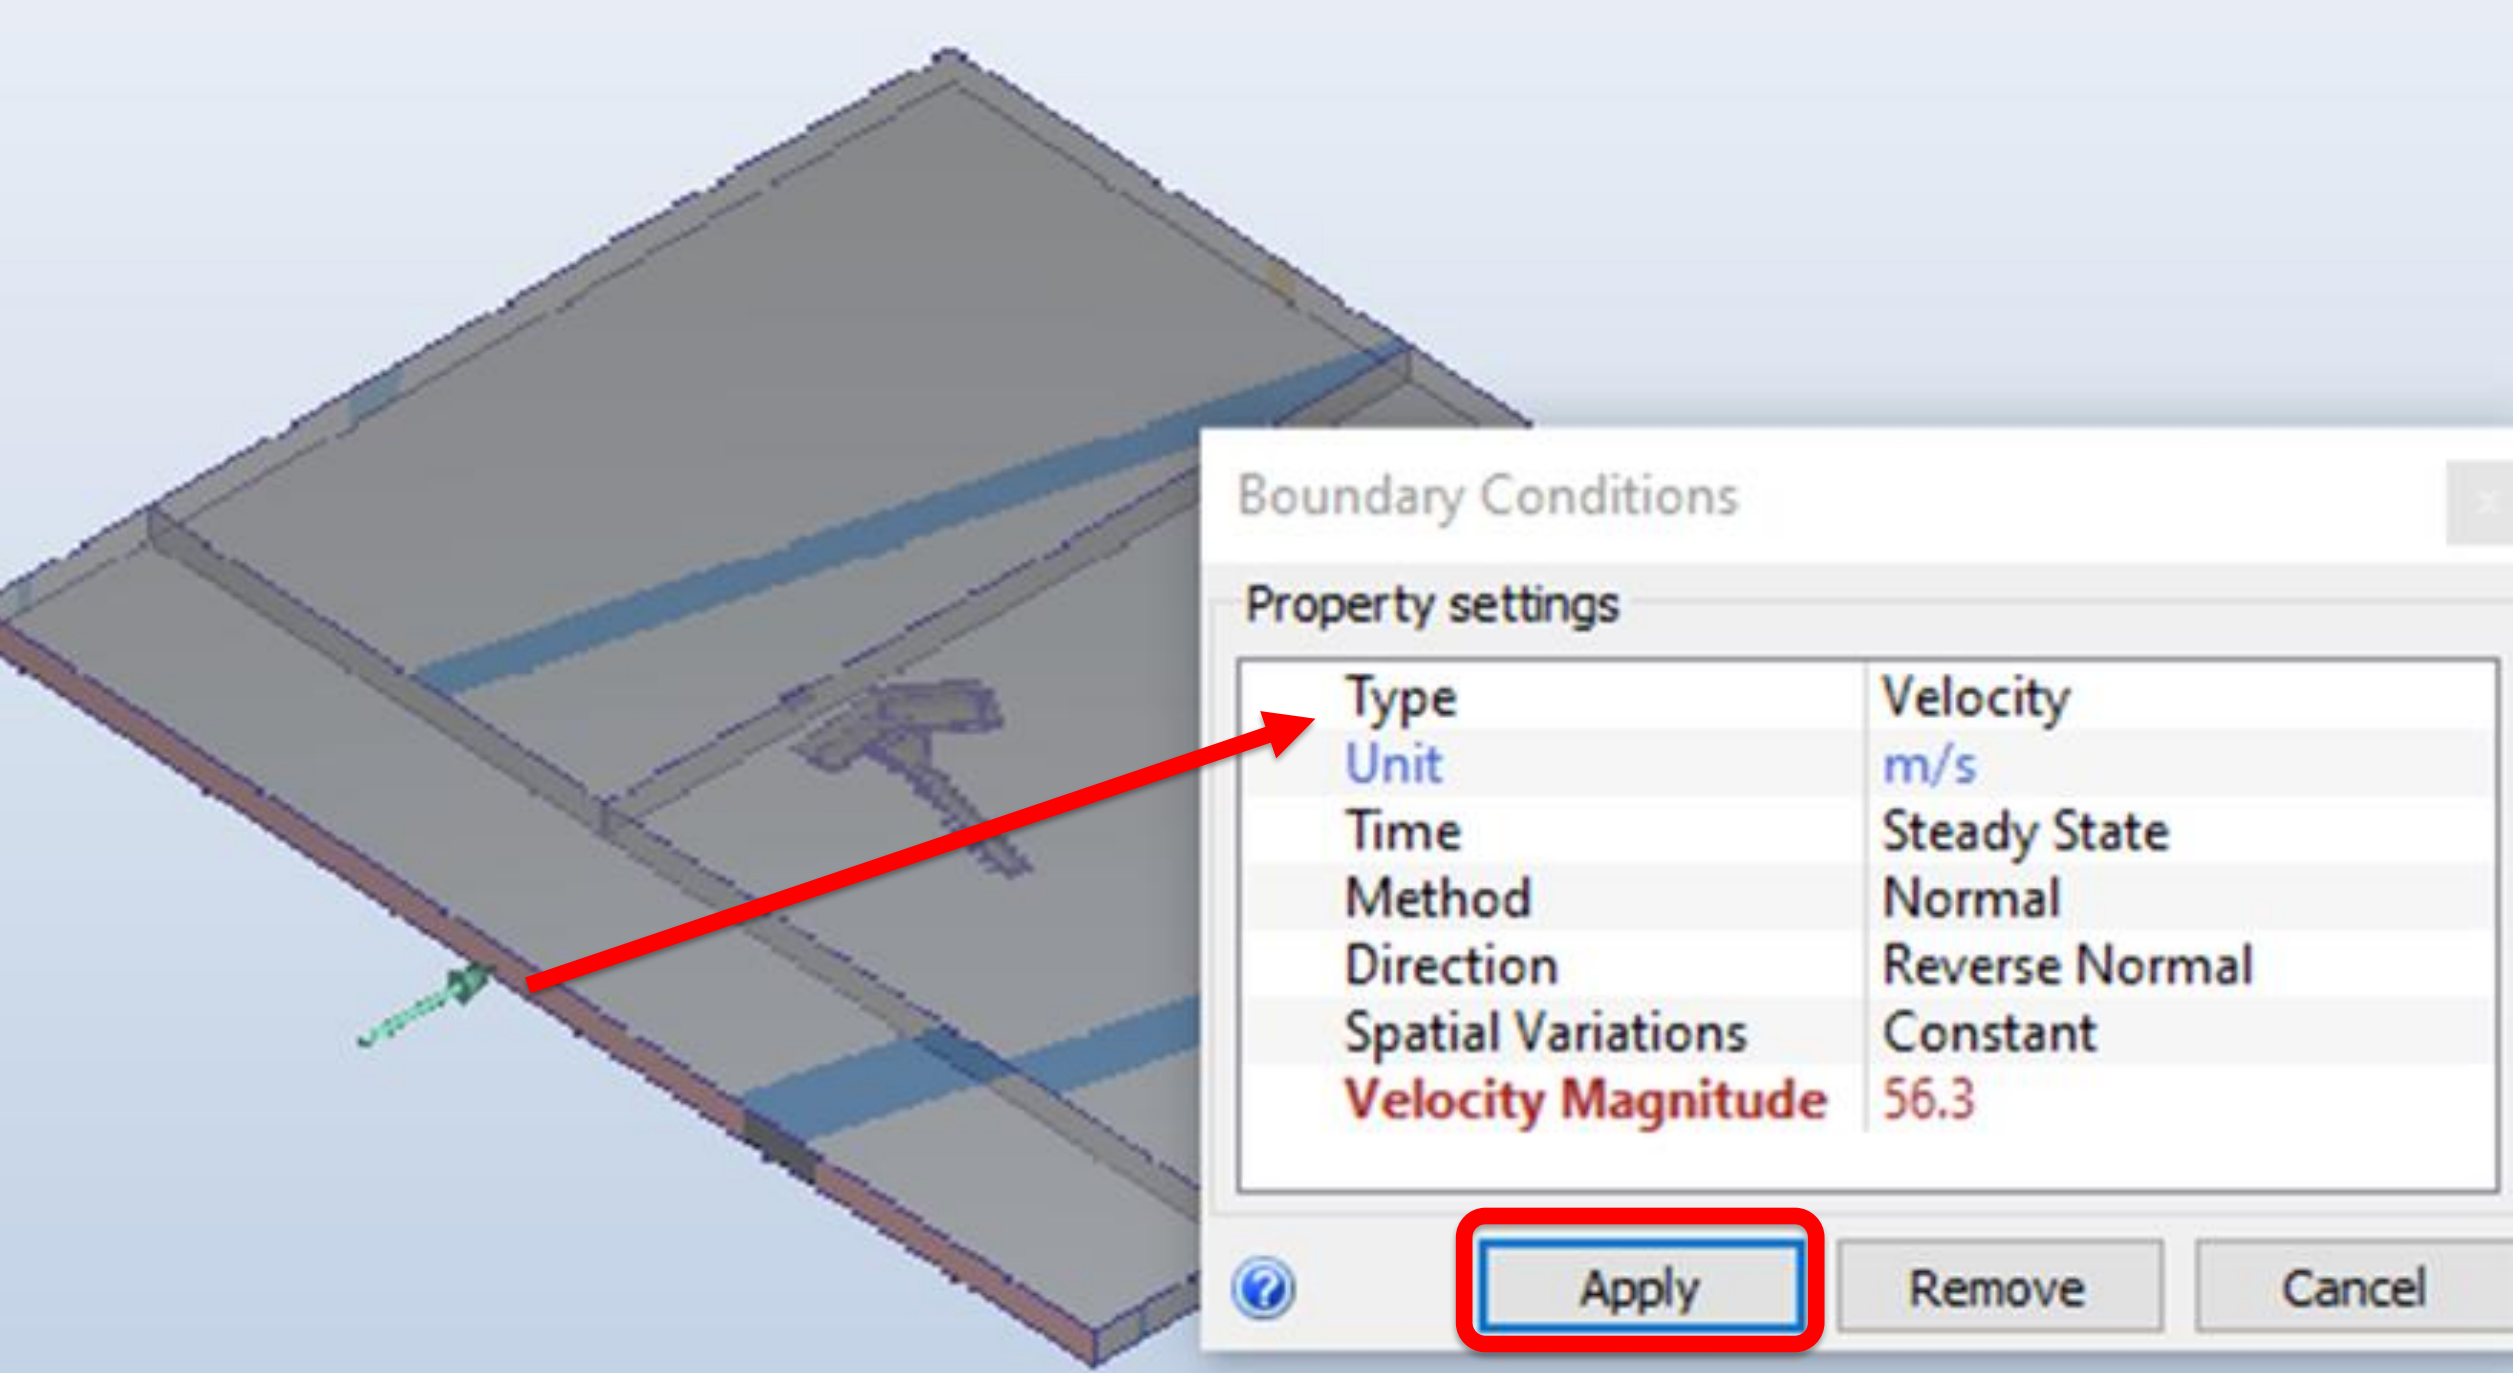 Boundary Conditions
Property settings
Type Velocity
Unit m/s
Time Steady State
Method Normal
Direction Reverse Normal
Spatial Variations Constant
Velocity Magnitude 56.3
Apply Remove Cancel